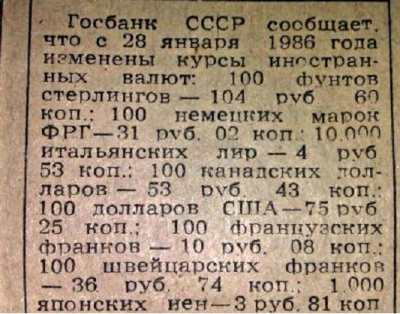 Госбанк СССР сообщает,
что с 28 января 1986 года
изменены курсы иностран-
ных валют: 100 фунтов
стерлингов — 104 руб 60
коп.; 100 немецких марок
ФРГ—31 руб. 02 коп.; 10.000
итальянских лир — 4 руб
53 коп.; 100 канадских дол-
ларов — 53 руб. 43 коп.;
100 долларов США—75 руб
25 коп.; 100 французских
франков — 10 руб. 08 коп.;
100 швейцарских франков
— 36 руб. 74 коп.; 1.000
японских иен—3 руб. 81 коп